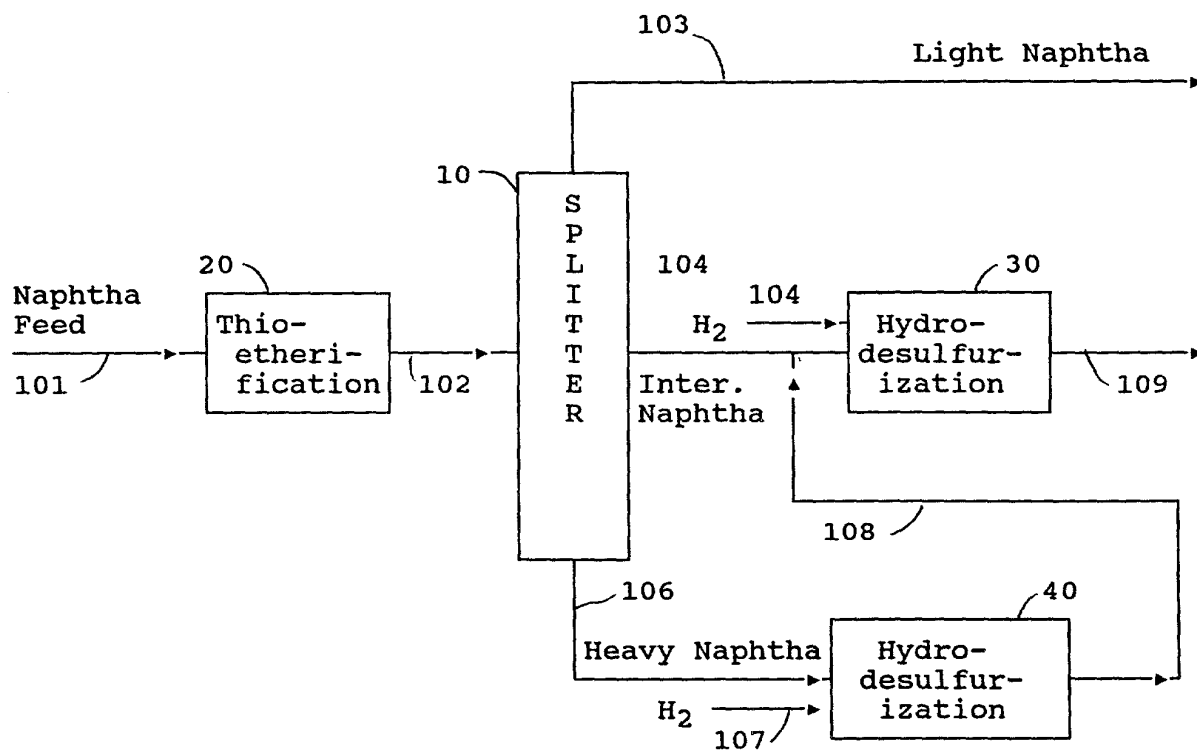 103
Light Naphtha
10
S
P
L
I
T
T
E
R
20
104
30
Naphtha
Feed
Thio-
etheri-
fication
104
H₂
Hydro-
desulfur-
ization
101
102
Inter.
Naphtha
109
108
106
40
Heavy Naphtha
Hydro-
desulfur-
ization
H₂
107